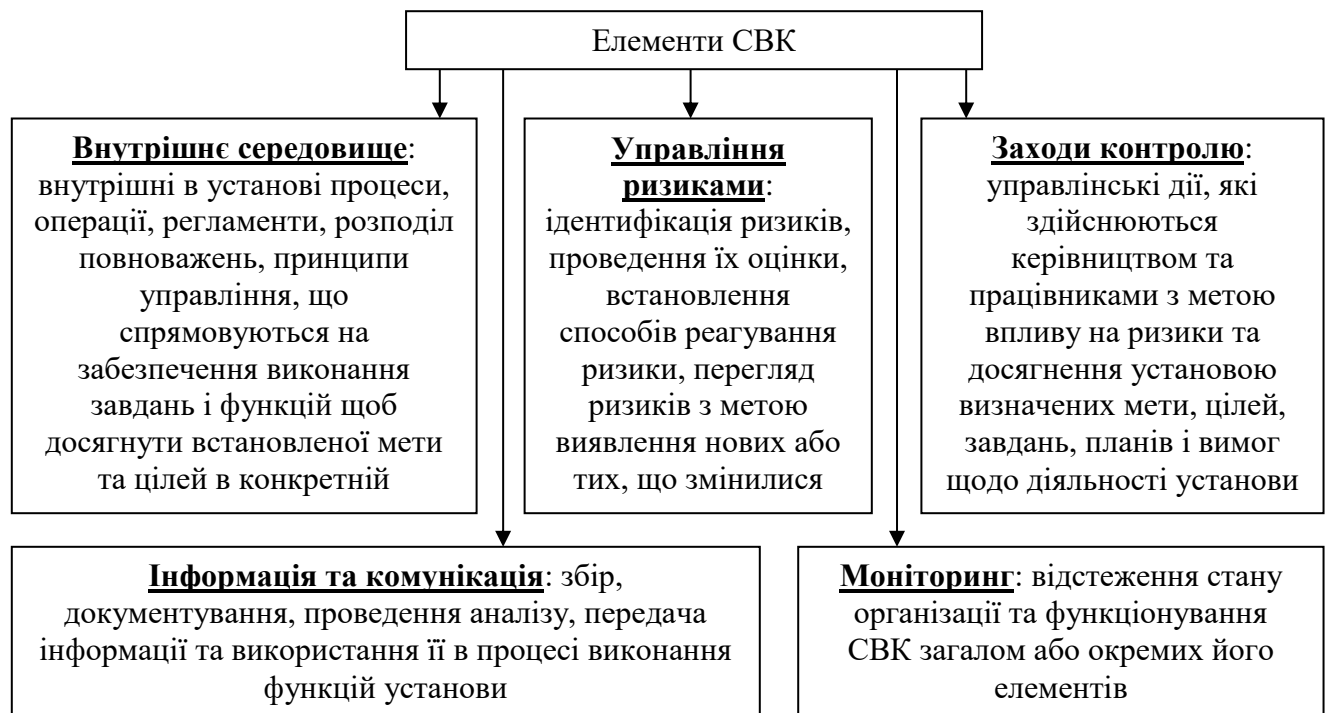 Елементи СВК
Внутрішнє середовище:
внутрішні в установі процеси,
операції, регламенти, розподіл
повноважень, принципи
управління, що
спрямовуються на
забезпечення виконання
завдань і функцій щоб
досягнути встановленої мети
та цілей в конкретній
Управління
ризиками:
ідентифікація ризиків,
проведення їх оцінки,
встановлення
способів реагування
ризики, перегляд
ризиків з метою
виявлення нових або
тих, що змінилися
Заходи контролю:
управлінські дії, які
здійснюються
керівництвом та
працівниками з метою
впливу на ризики та
досягнення установою
визначених мети, цілей,
завдань, планів і вимог
щодо діяльності установи
Інформація та комунікація: збір,
документування, проведення аналізу, передача
інформації та використання її в процесі виконання
функцій установи
Моніторинг: відстеження стану
організації та функціонування
СВК загалом або окремих його
елементів